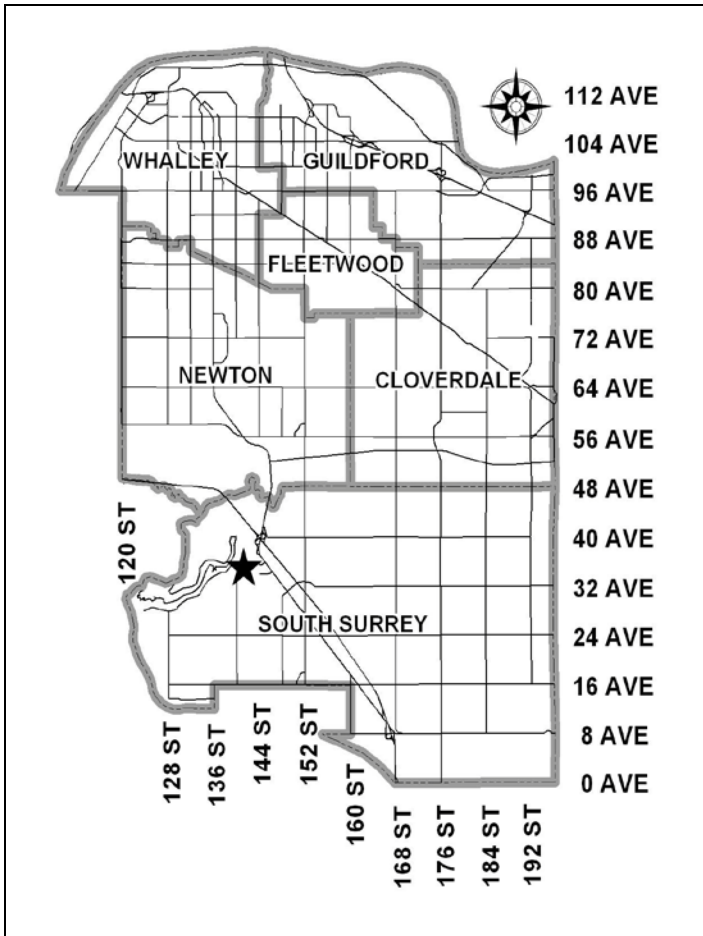 112 AVE
104 AVE
WHALLEY
GUILDFORD
96 AVE
88 AVE
FLEETWOOD
80 AVE
72 AVE
NEWTON
CLOVERDALE
64 AVE
56 AVE
48 AVE
120 ST
40 AVE
32 AVE
SOUTH SURREY
24 AVE
16 AVE
8 AVE
0 AVE
128 ST
136 ST
144 ST
152 ST
160 ST
168 ST
176 ST
184 ST
192 ST